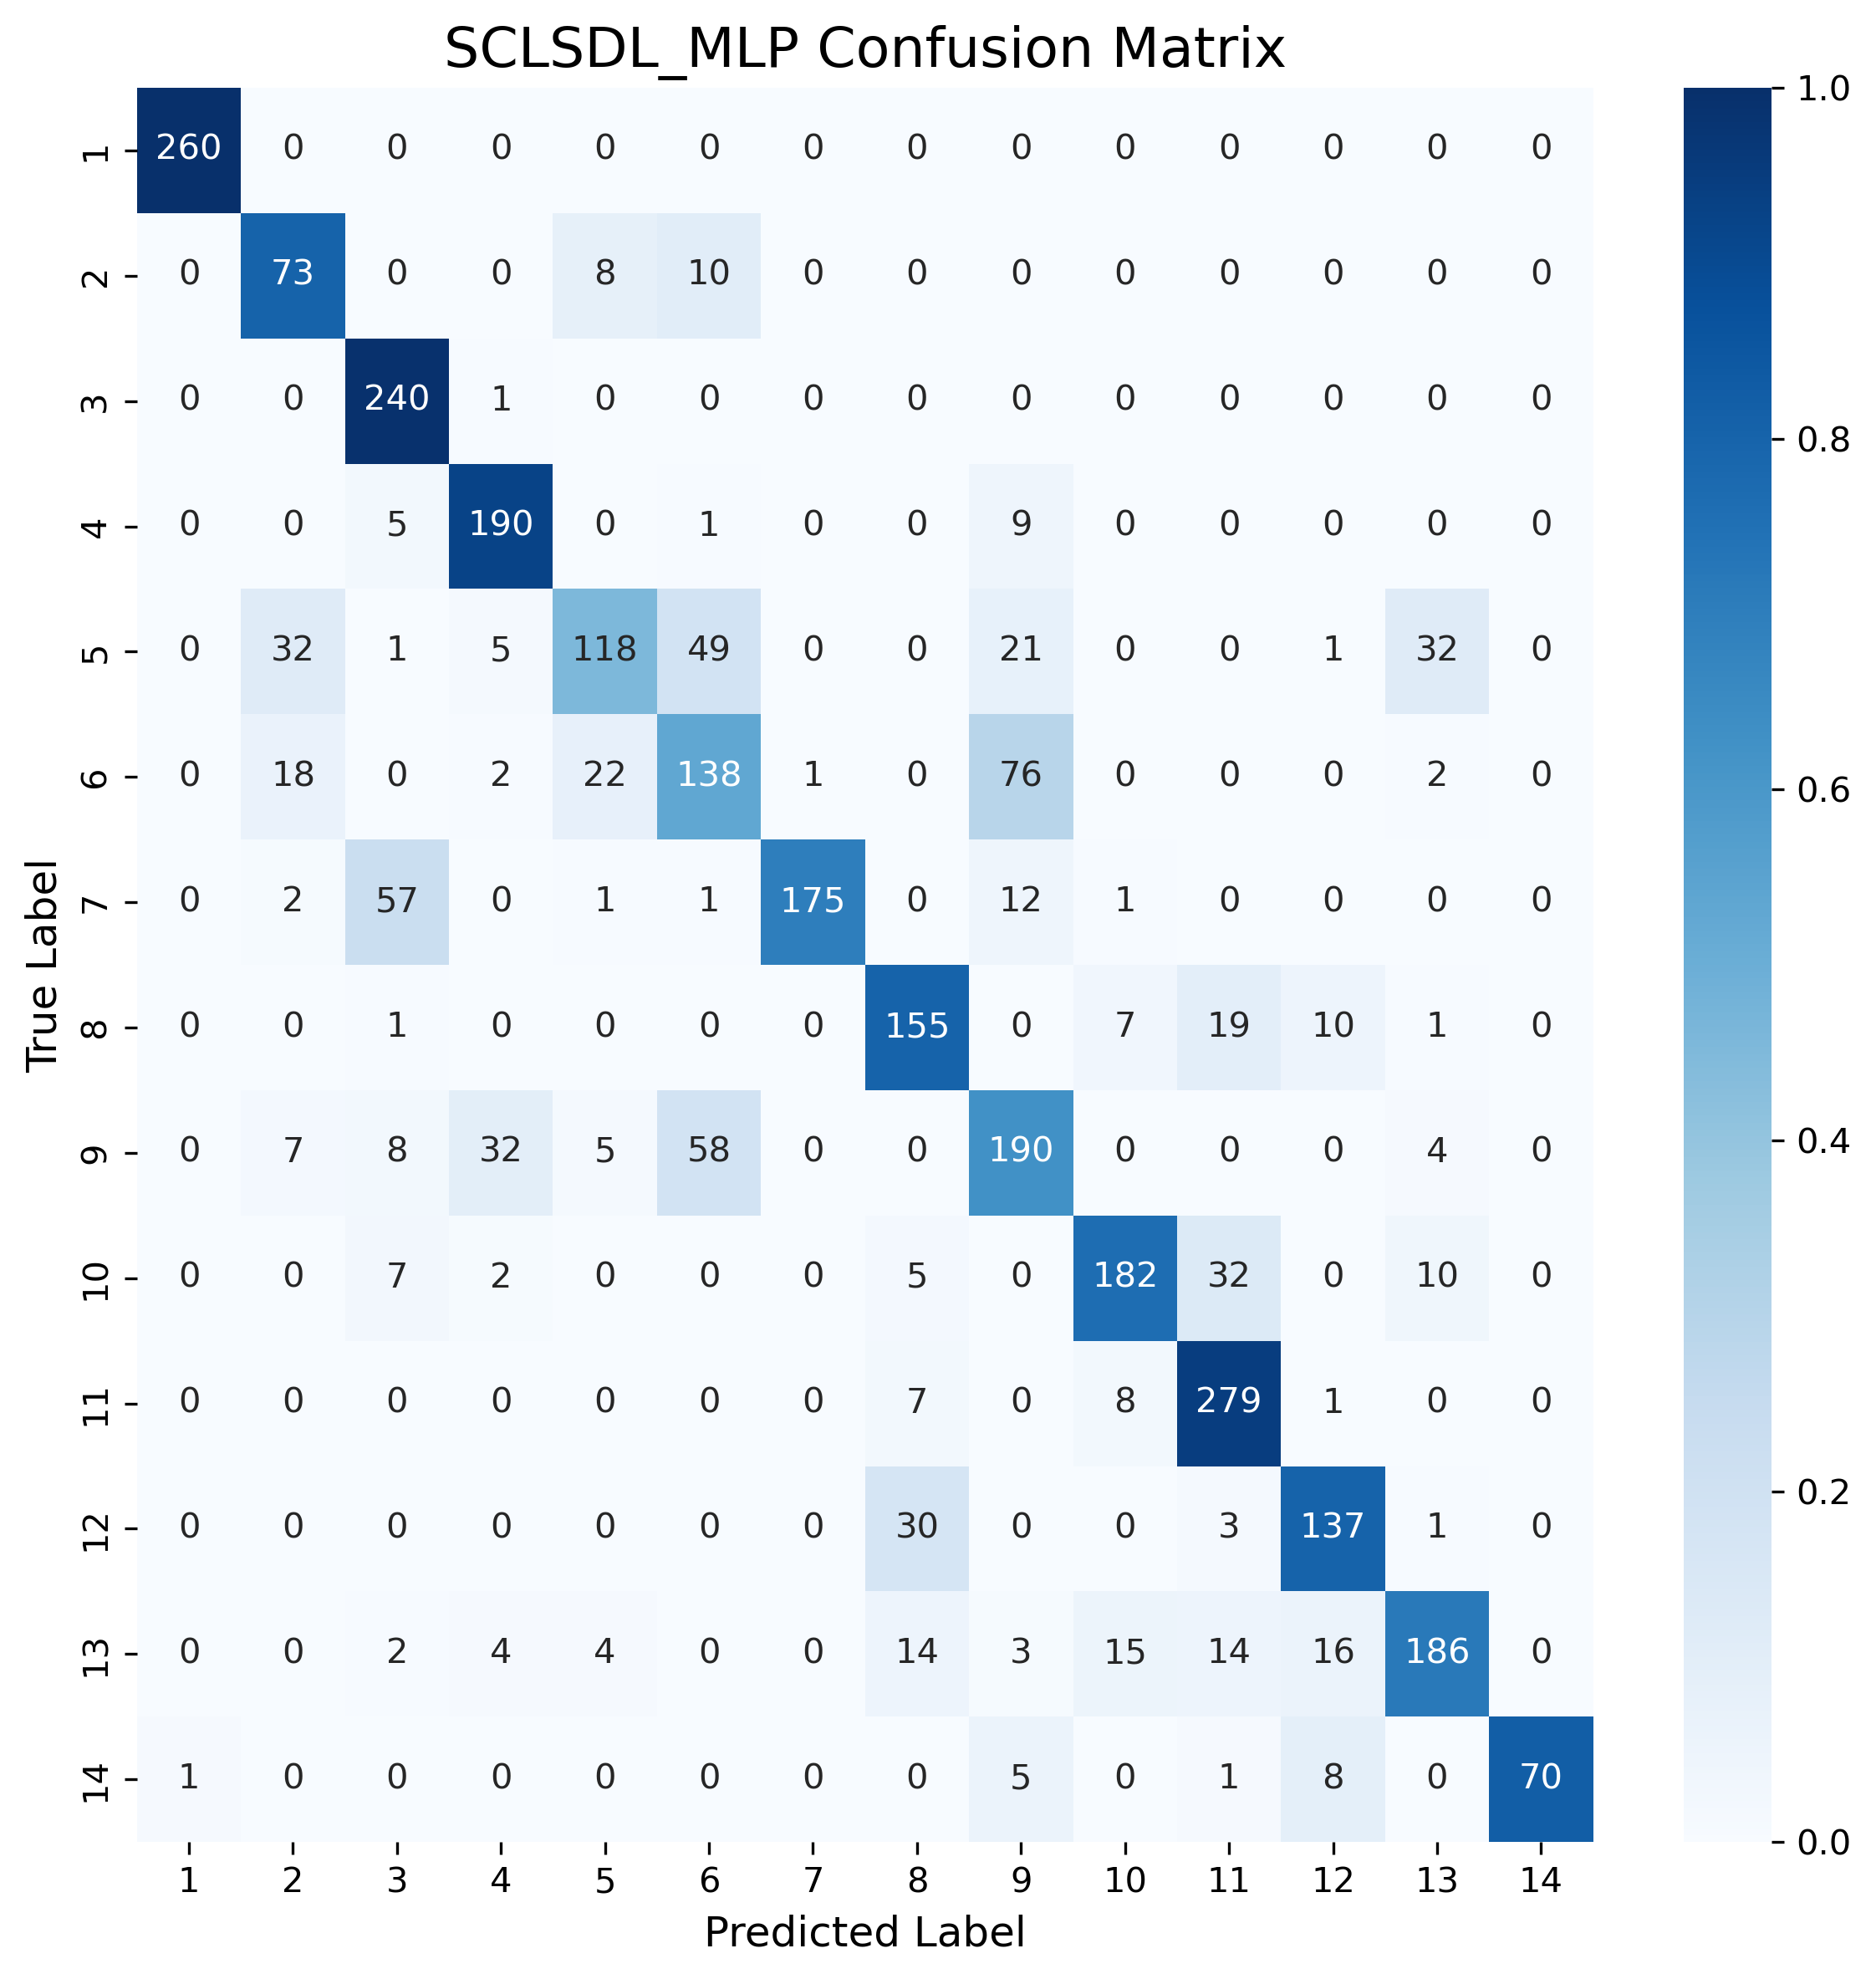 SCLSDL_MLP Confusion Matrix
1 260 0 0 0 0 0 0 0 0 0 0 0 0 0
2 0 73 0 0 8 10 0 0 0 0 0 0 0 0
3 0 0 240 1 0 0 0 0 0 0 0 0 0 0
4 0 0 5 190 0 1 0 0 9 0 0 0 0 0
5 0 32 1 5 118 49 0 0 21 0 0 1 32 0
6 0 18 0 2 22 138 1 0 76 0 0 0 2 0
7 0 2 57 0 1 1 175 0 12 1 0 0 0 0
8 0 0 1 0 0 0 0 155 0 7 19 10 1 0
9 0 7 8 32 5 58 0 0 190 0 0 0 4 0
10 0 0 7 2 0 0 0 5 0 182 32 0 10 0
11 0 0 0 0 0 0 0 7 0 8 279 1 0 0
12 0 0 0 0 0 0 0 30 0 0 3 137 1 0
13 0 0 2 4 4 0 0 14 3 15 14 16 186 0
14 1 0 0 0 0 0 0 0 5 0 1 8 0 70
1 2 3 4 5 6 7 8 9 10 11 12 13 14
Predicted Label
True Label
1.0
0.8
0.6
0.4
0.2
0.0